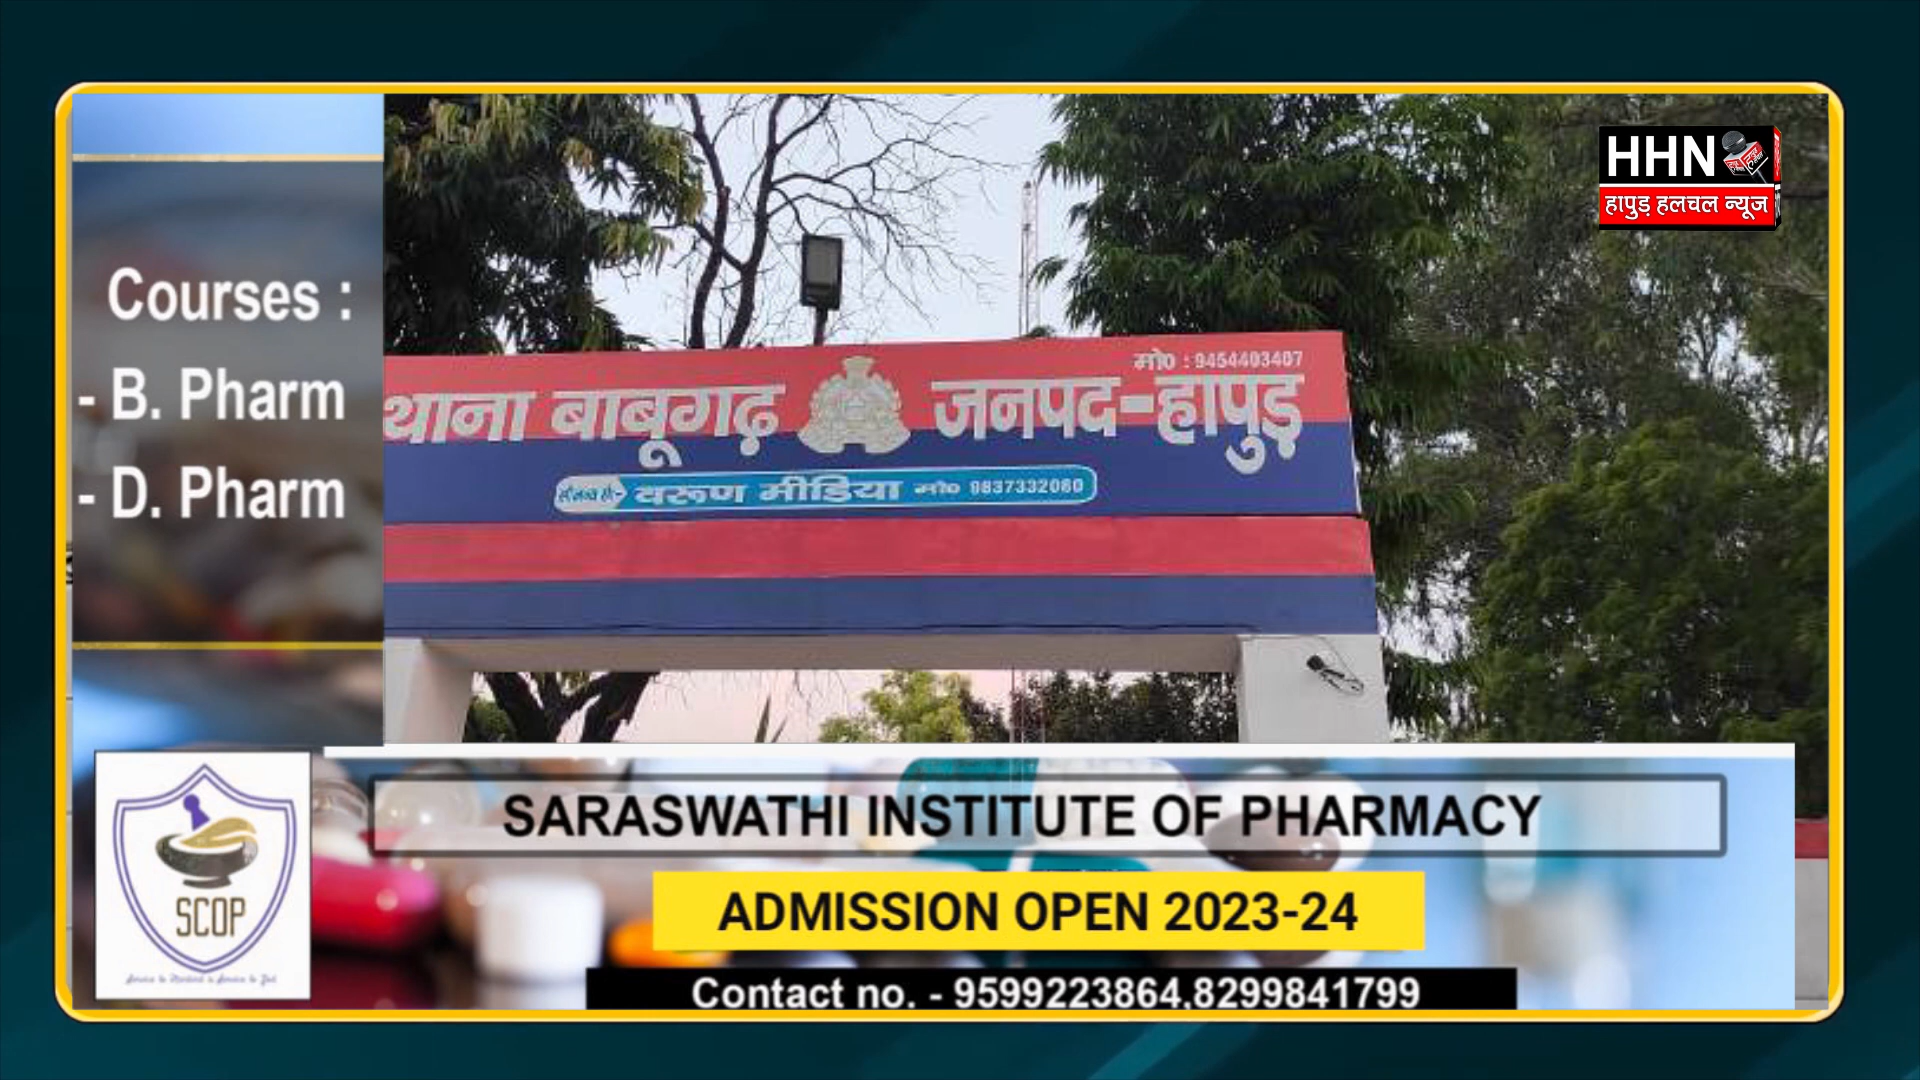 HHN
हापुड़ हलचल न्यूज
Courses :
- B. Pharm
- D. Pharm
मो0 : 9454403407
थाना बाबूगढ़ जनपद-हापुड़
सौजन्य से:- वरूण मीडिया मो0 9837332080
SARASWATHI INSTITUTE OF PHARMACY
ADMISSION OPEN 2023-24
Contact no. - 9599223864,8299841799
SCOP